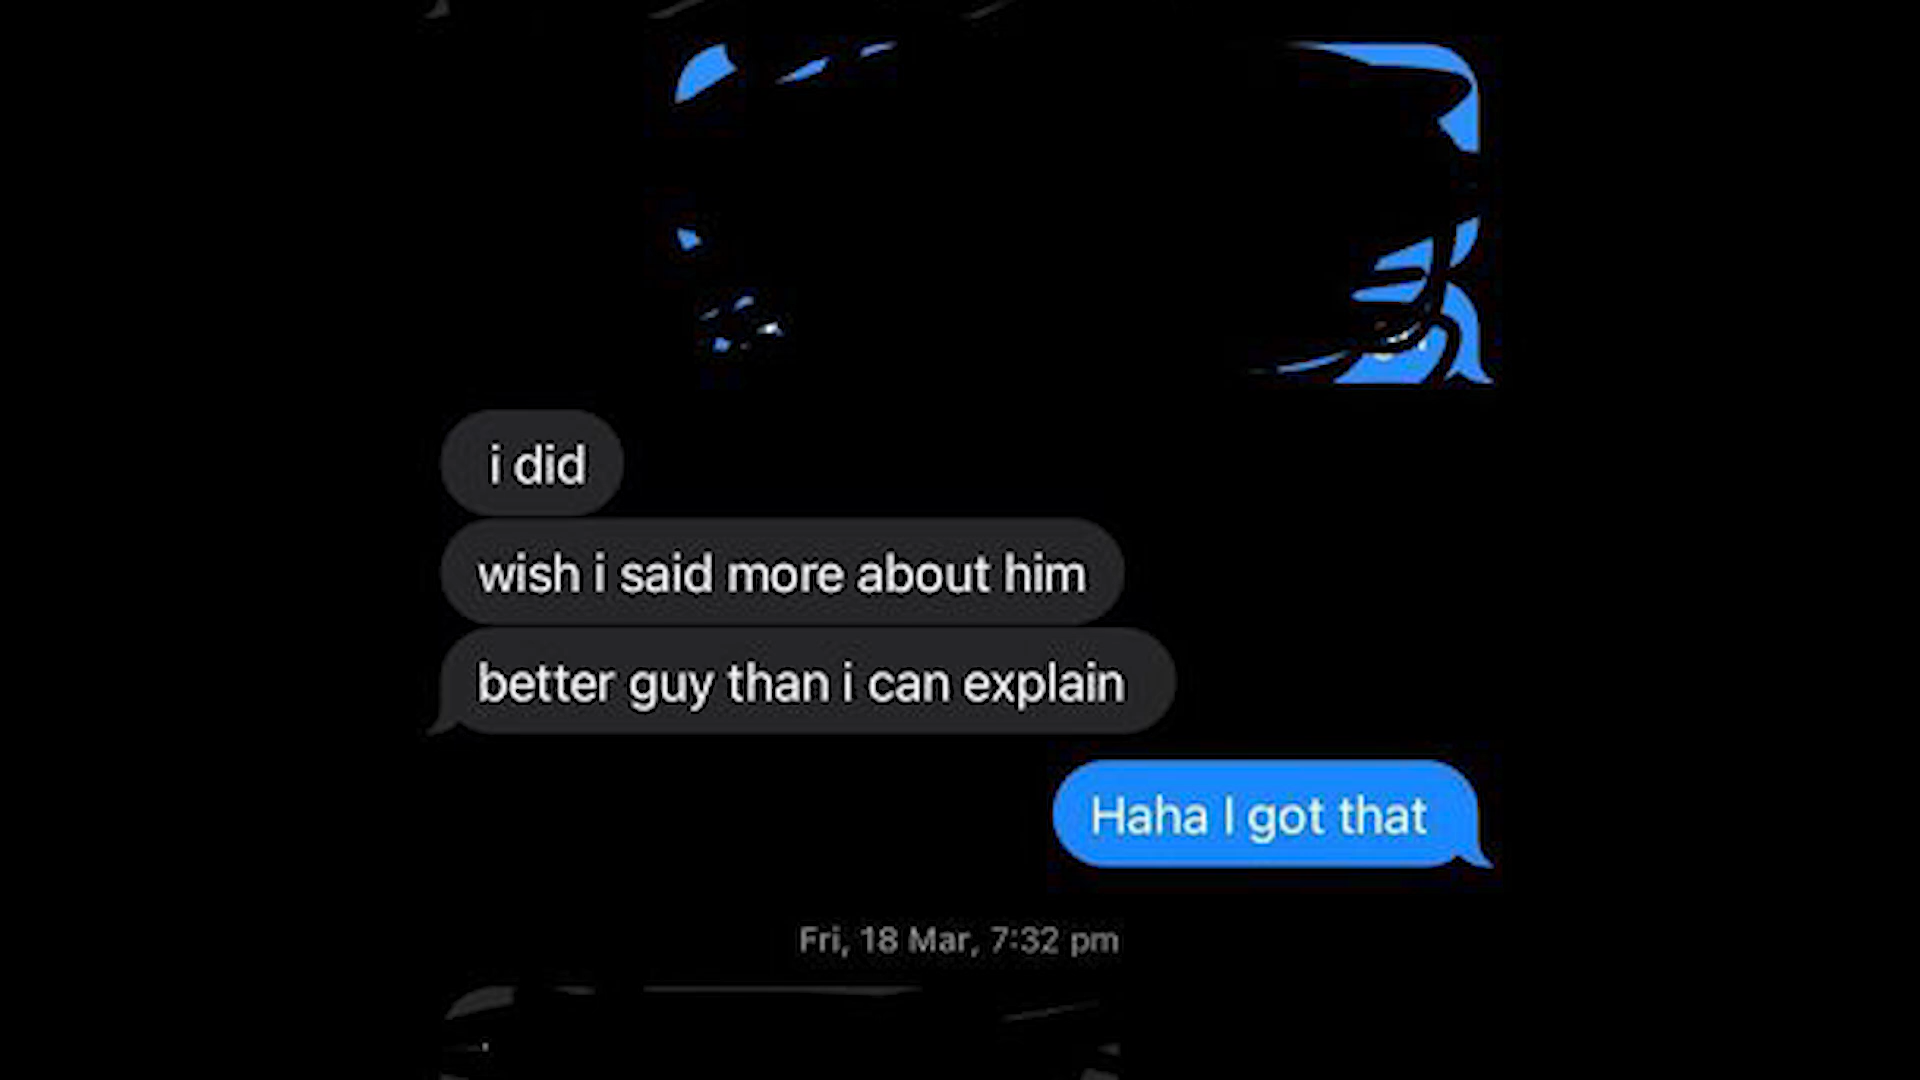 i did
wish i said more about him
better guy than i can explain
Haha I got that
Fri, 18 Mar, 7:32 pm